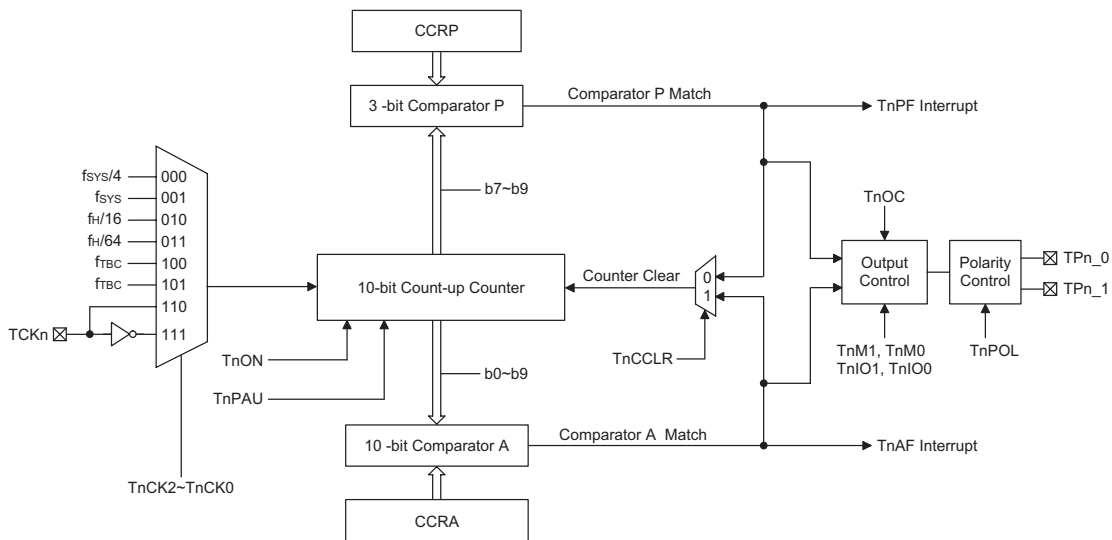 CCRP
3 -bit Comparator P
Comparator P Match
TnPF Interrupt
b7~b9
fSYS/4
000
fSYS
001
fH/16
010
fH/64
011
fTBC
100
fTBC
101
110
111
TCKn
TnCK2~TnCK0
10-bit Count-up Counter
TnON
TnPAU
b0~b9
Counter Clear
0
1
TnCCLR
TnOC
Output
Control
TnM1, TnM0
TnIO1, TnIO0
Polarity
Control
TnPOL
TPn_0
TPn_1
10 -bit Comparator A
Comparator A Match
TnAF Interrupt
CCRA